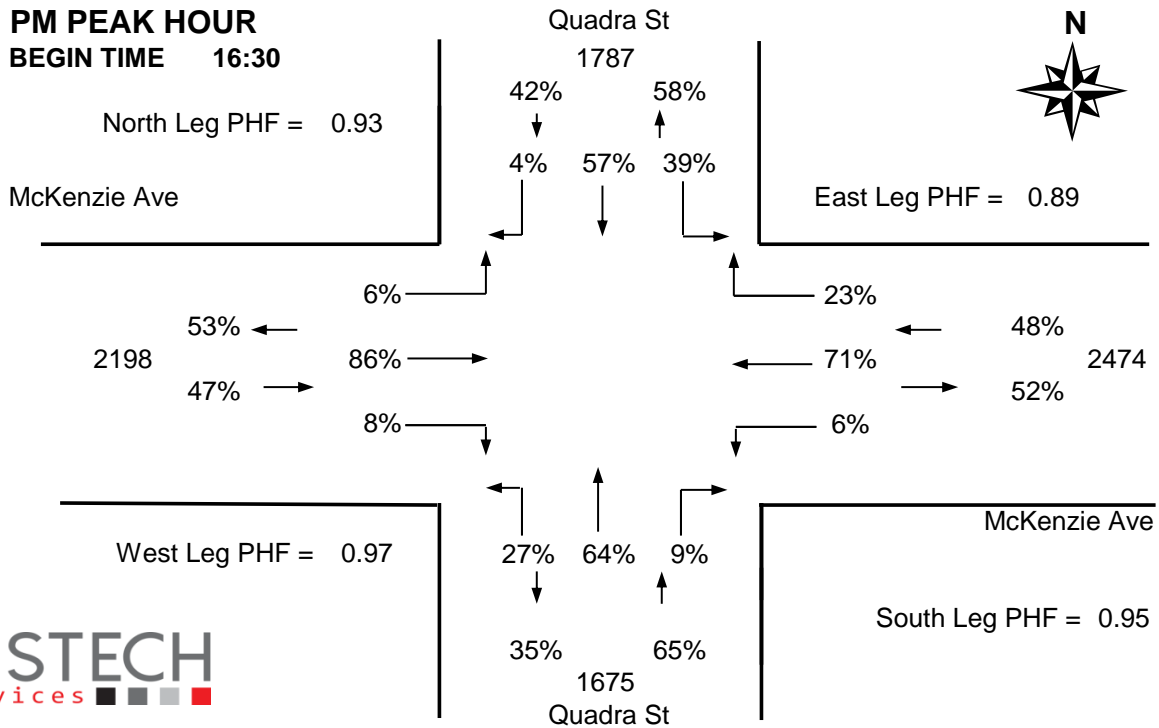 PM PEAK HOUR
BEGIN TIME 16:30
Quadra St
1787
N
42% 58%
North Leg PHF = 0.93
4% 57% 39%
McKenzie Ave
East Leg PHF = 0.89
6%
23%
53%
48%
2198
86%
71%
2474
47%
52%
8%
6%
McKenzie Ave
West Leg PHF = 0.97
27% 64% 9%
South Leg PHF = 0.95
35% 65%
1675
Quadra St
STECH
vices